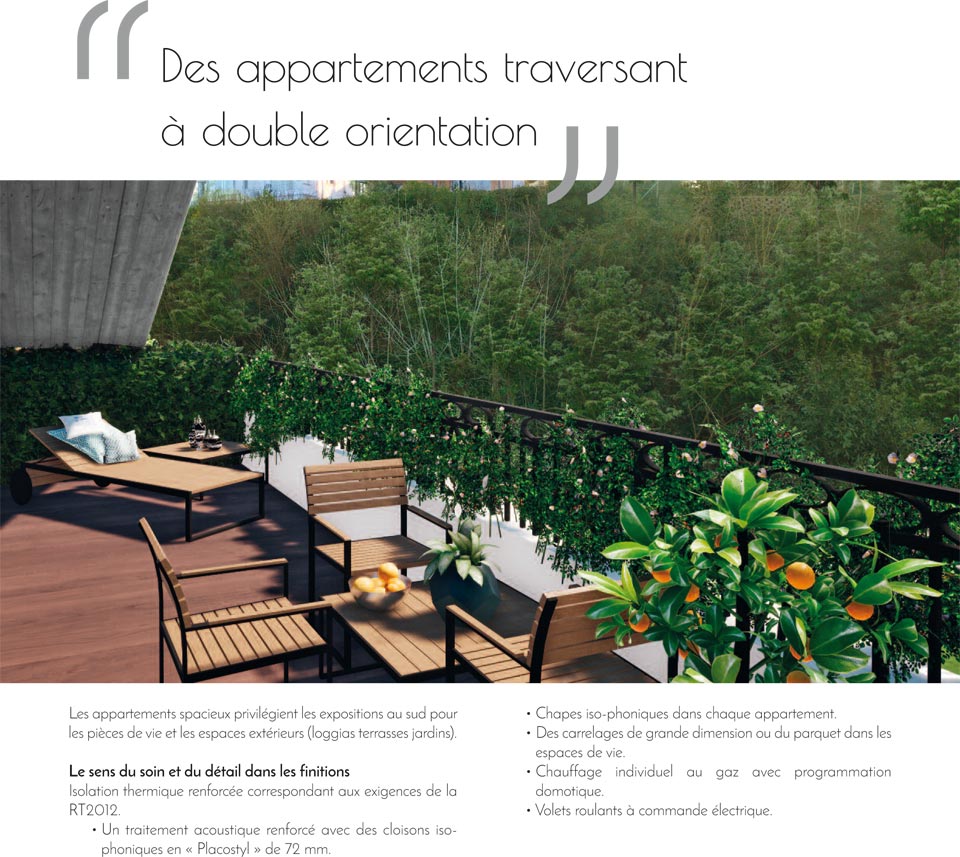 “ Des appartements traversant
à double orientation ”
Les appartements spacieux privilégient les expositions au sud pour
les pièces de vie et les espaces extérieurs (loggias terrasses jardins).
Le sens du soin et du détail dans les finitions
Isolation thermique renforcée correspondant aux exigences de la
RT2012.
• Un traitement acoustique renforcé avec des cloisons iso-
phoniques en « Placostyl » de 72 mm.
• Chapes iso-phoniques dans chaque appartement.
• Des carrelages de grande dimension ou du parquet dans les
espaces de vie.
• Chauffage individuel au gaz avec programmation
domotique.
• Volets roulants à commande électrique.